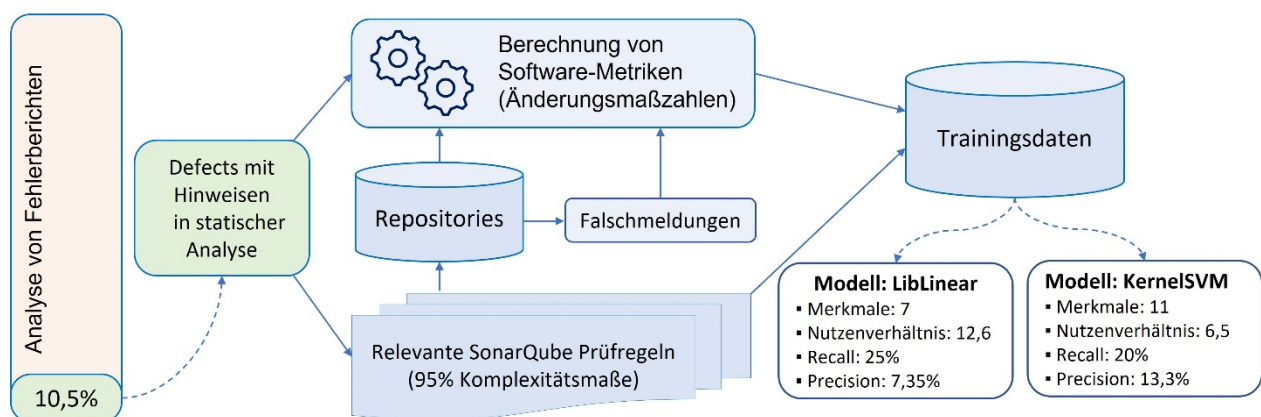 Analyse von Fehlerberichten
10,5%
Defects mit
Hinweisen
in statischer
Analyse
Berechnung von
Software-Metriken
(Änderungsmaßzahlen)
Repositories
Falschmeldungen
Relevante SonarQube Prüfregeln
(95% Komplexitätsmaße)
Trainingsdaten
Modell: LibLinear
▪ Merkmale: 7
▪ Nutzenverhältnis: 12,6
▪ Recall: 25%
▪ Precision: 7,35%
Modell: KernelSVM
▪ Merkmale: 11
▪ Nutzenverhältnis: 6,5
▪ Recall: 20%
▪ Precision: 13,3%